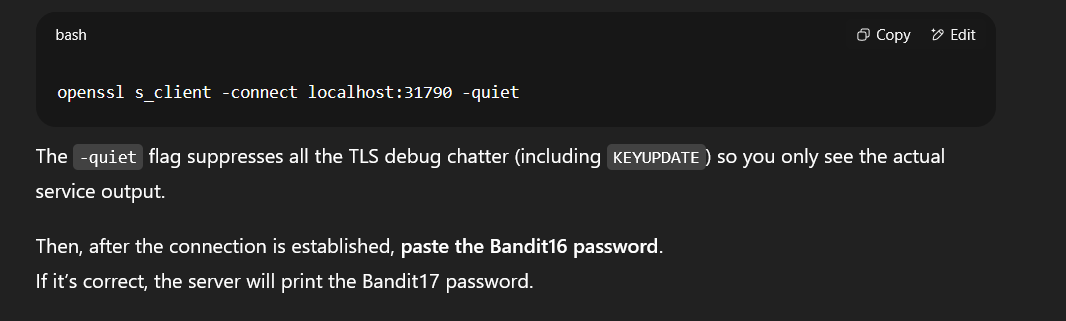 bash
Copy Edit
openssl s_client -connect localhost:31790 -quiet
The -quiet flag suppresses all the TLS debug chatter (including KEYUPDATE) so you only see the actual
service output.
Then, after the connection is established, paste the Bandit16 password.
If it’s correct, the server will print the Bandit17 password.